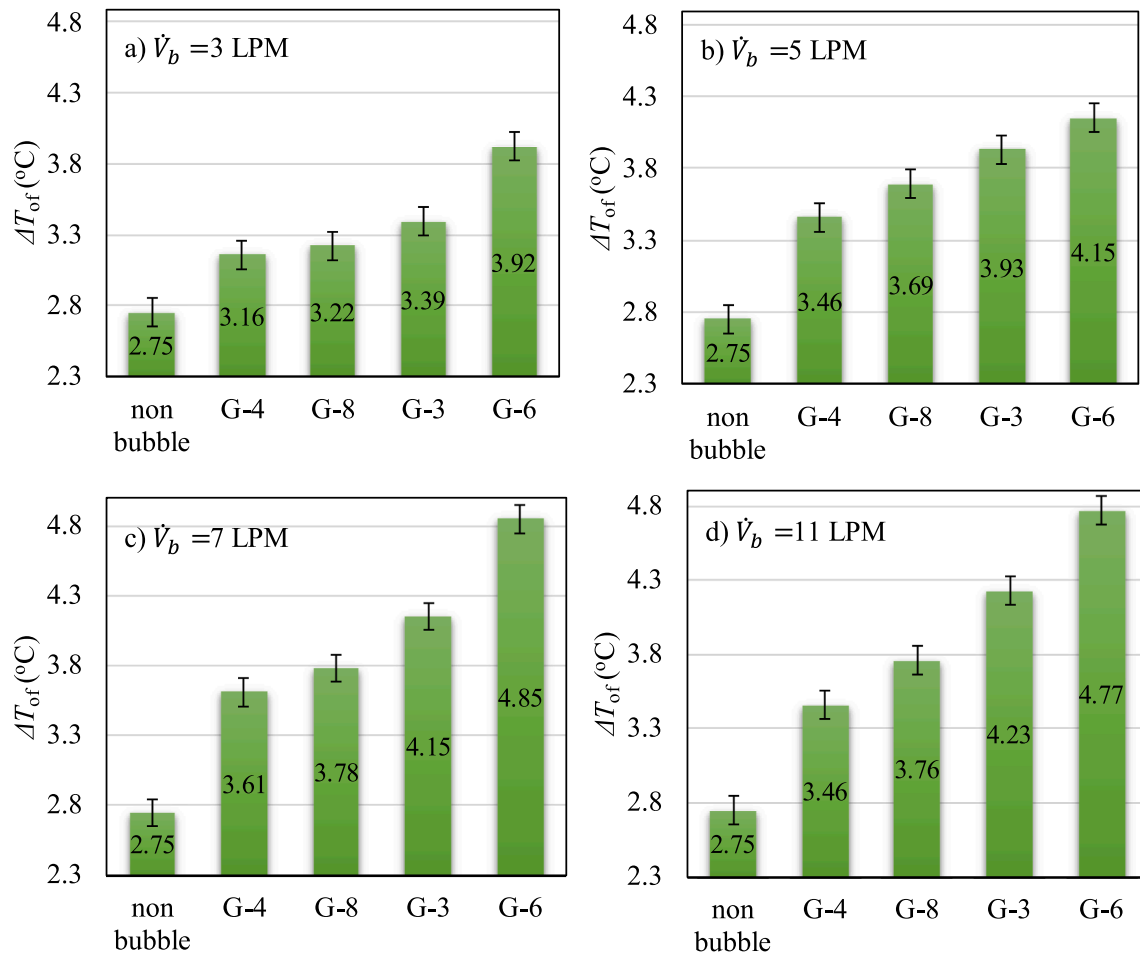 a) V̇b =3 LPM
ΔTof (oC)
4.8
4.3
3.8
3.3
2.8
2.3
2.75
3.16
3.22
3.39
3.92
non bubble
G-4
G-8
G-3
G-6
b) V̇b =5 LPM
ΔTof (oC)
4.8
4.3
3.8
3.3
2.8
2.3
2.75
3.46
3.69
3.93
4.15
non bubble
G-4
G-8
G-3
G-6
c) V̇b =7 LPM
ΔTof (oC)
4.8
4.3
3.8
3.3
2.8
2.3
2.75
3.61
3.78
4.15
4.85
non bubble
G-4
G-8
G-3
G-6
d) V̇b =11 LPM
ΔTof (oC)
4.8
4.3
3.8
3.3
2.8
2.3
2.75
3.46
3.76
4.23
4.77
non bubble
G-4
G-8
G-3
G-6